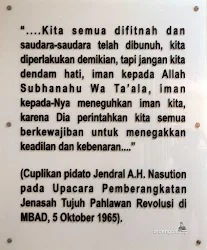 “....Kita semua difitnah dan
saudara-saudara telah dibunuh, kita
diperlakukan demikian, tapi jangan kita
dendam hati, iman kepada Allah
Subhanahu Wa Ta’ala, iman
kepada-Nya meneguhkan iman kita,
karena Dia perintahkan kita semua
berkewajiban untuk menegakkan
keadilan dan kebenaran....”
(Cuplikan pidato Jendral A.H. Nasution
pada Upacara Pemberangkatan
Jenasah Tujuh Pahlawan Revolusi di
MBAD, 5 Oktober 1965).